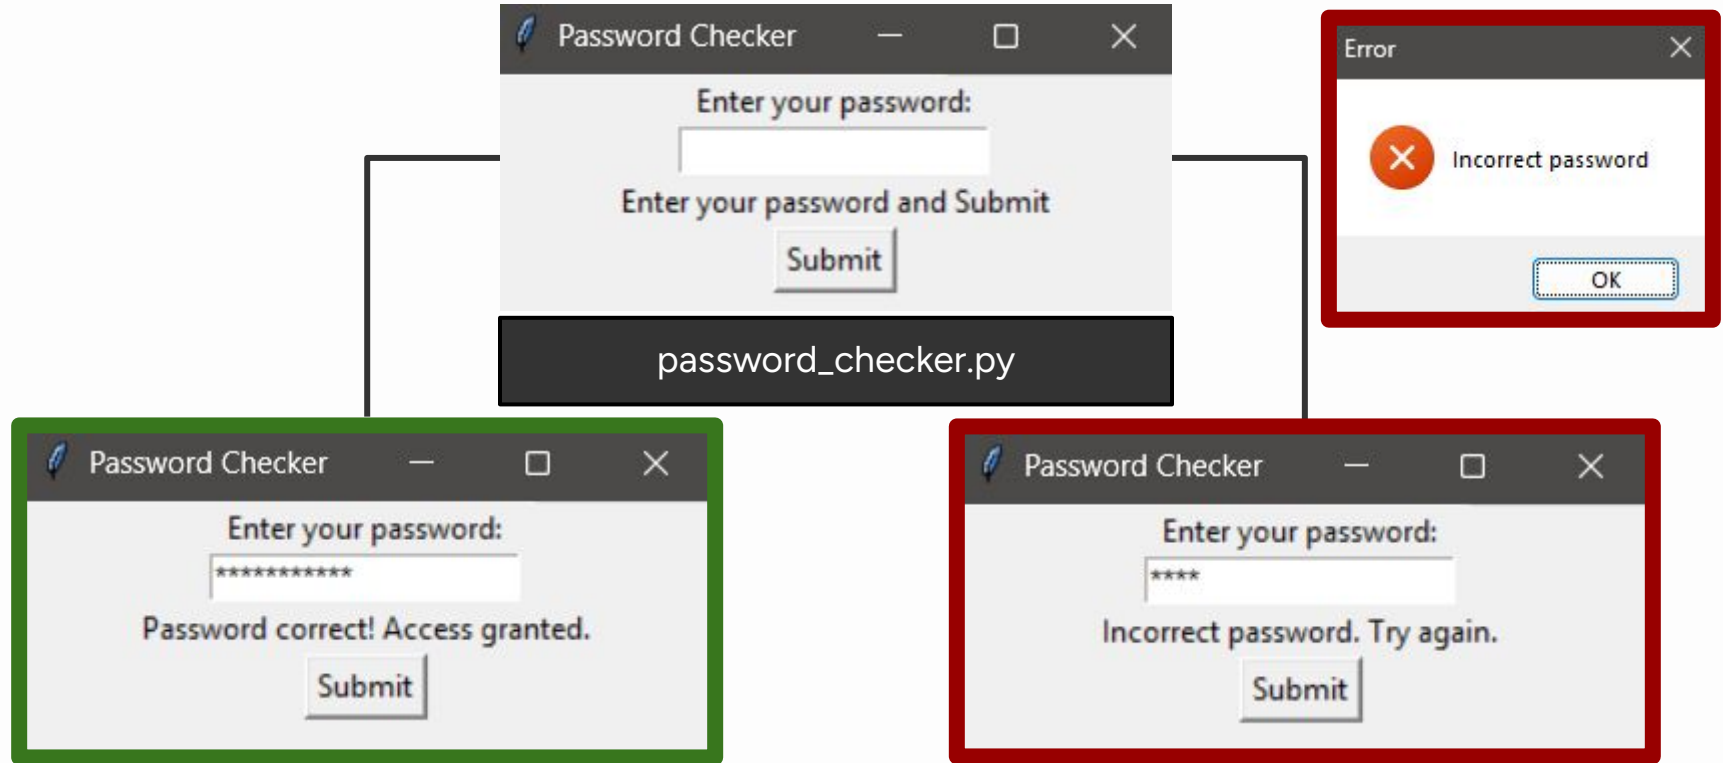 Password Checker
Enter your password:
Enter your password and Submit
Submit
password_checker.py
Error
Incorrect password
OK
Password Checker
Enter your password:
***********
Password correct! Access granted.
Submit
Password Checker
Enter your password:
****
Incorrect password. Try again.
Submit